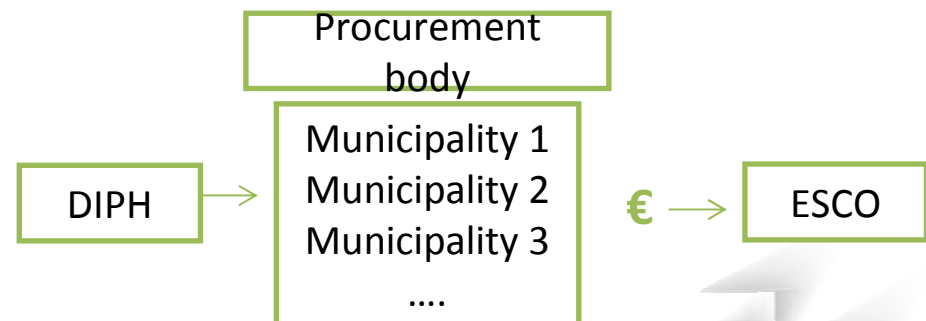 Procurement
body
Municipality 1
Municipality 2
Municipality 3
....
DIPH
€
ESCO